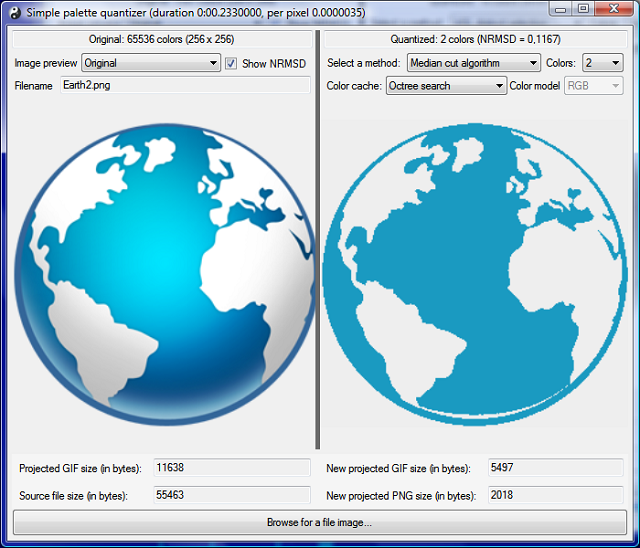 Simple palette quantizer (duration 0:00.2330000, per pixel 0.0000035)
Original: 65536 colors (256 x 256)
Quantized: 2 colors (NRMSD = 0,1167)
Image preview Original Show NRMSD
Select a method: Median cut algorithm Colors: 2
Filename Earth2.png
Color cache: Octree search Color model RGB
Projected GIF size (in bytes): 11638
New projected GIF size (in bytes): 5497
Source file size (in bytes): 55463
New projected PNG size (in bytes): 2018
Browse for a file image...